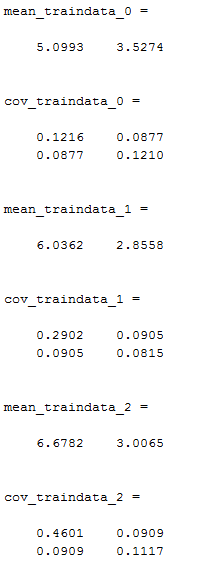 mean_traindata_0 =
5.0993 3.5274
cov_traindata_0 =
0.1216 0.0877
0.0877 0.1210
mean_traindata_1 =
6.0362 2.8558
cov_traindata_1 =
0.2902 0.0905
0.0905 0.0815
mean_traindata_2 =
6.6782 3.0065
cov_traindata_2 =
0.4601 0.0909
0.0909 0.1117